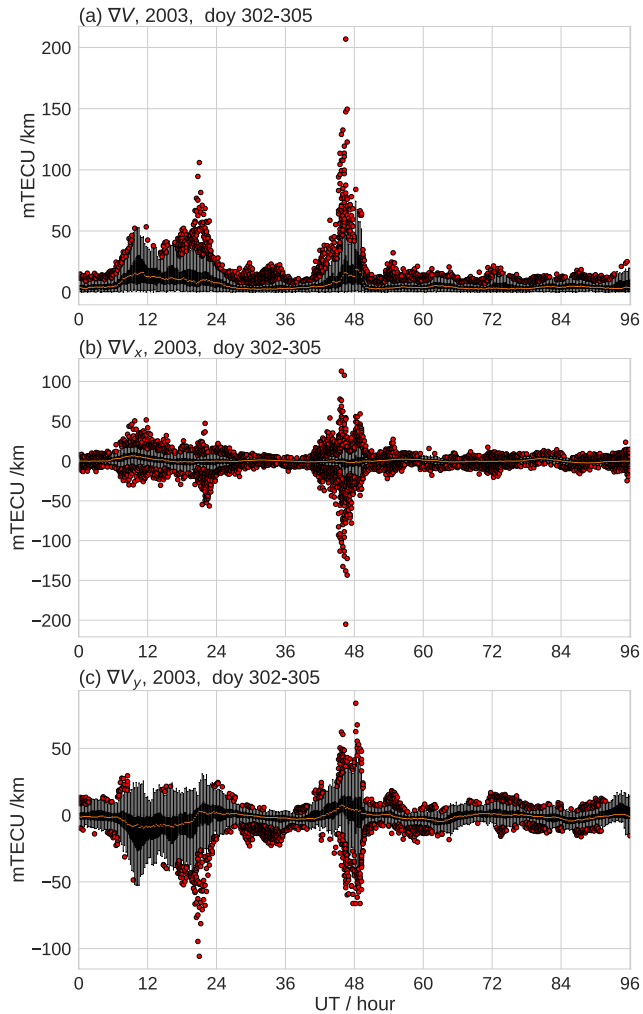 (a) ∇V, 2003, doy 302-305
200
150
100
50
0
mTECU /km
0 12 24 36 48 60 72 84 96
(b) ∇Vₓ, 2003, doy 302-305
100
50
0
−50
−100
−150
−200
mTECU /km
0 12 24 36 48 60 72 84 96
(c) ∇Vy, 2003, doy 302-305
50
0
−50
−100
mTECU /km
0 12 24 36 48 60 72 84 96
UT / hour